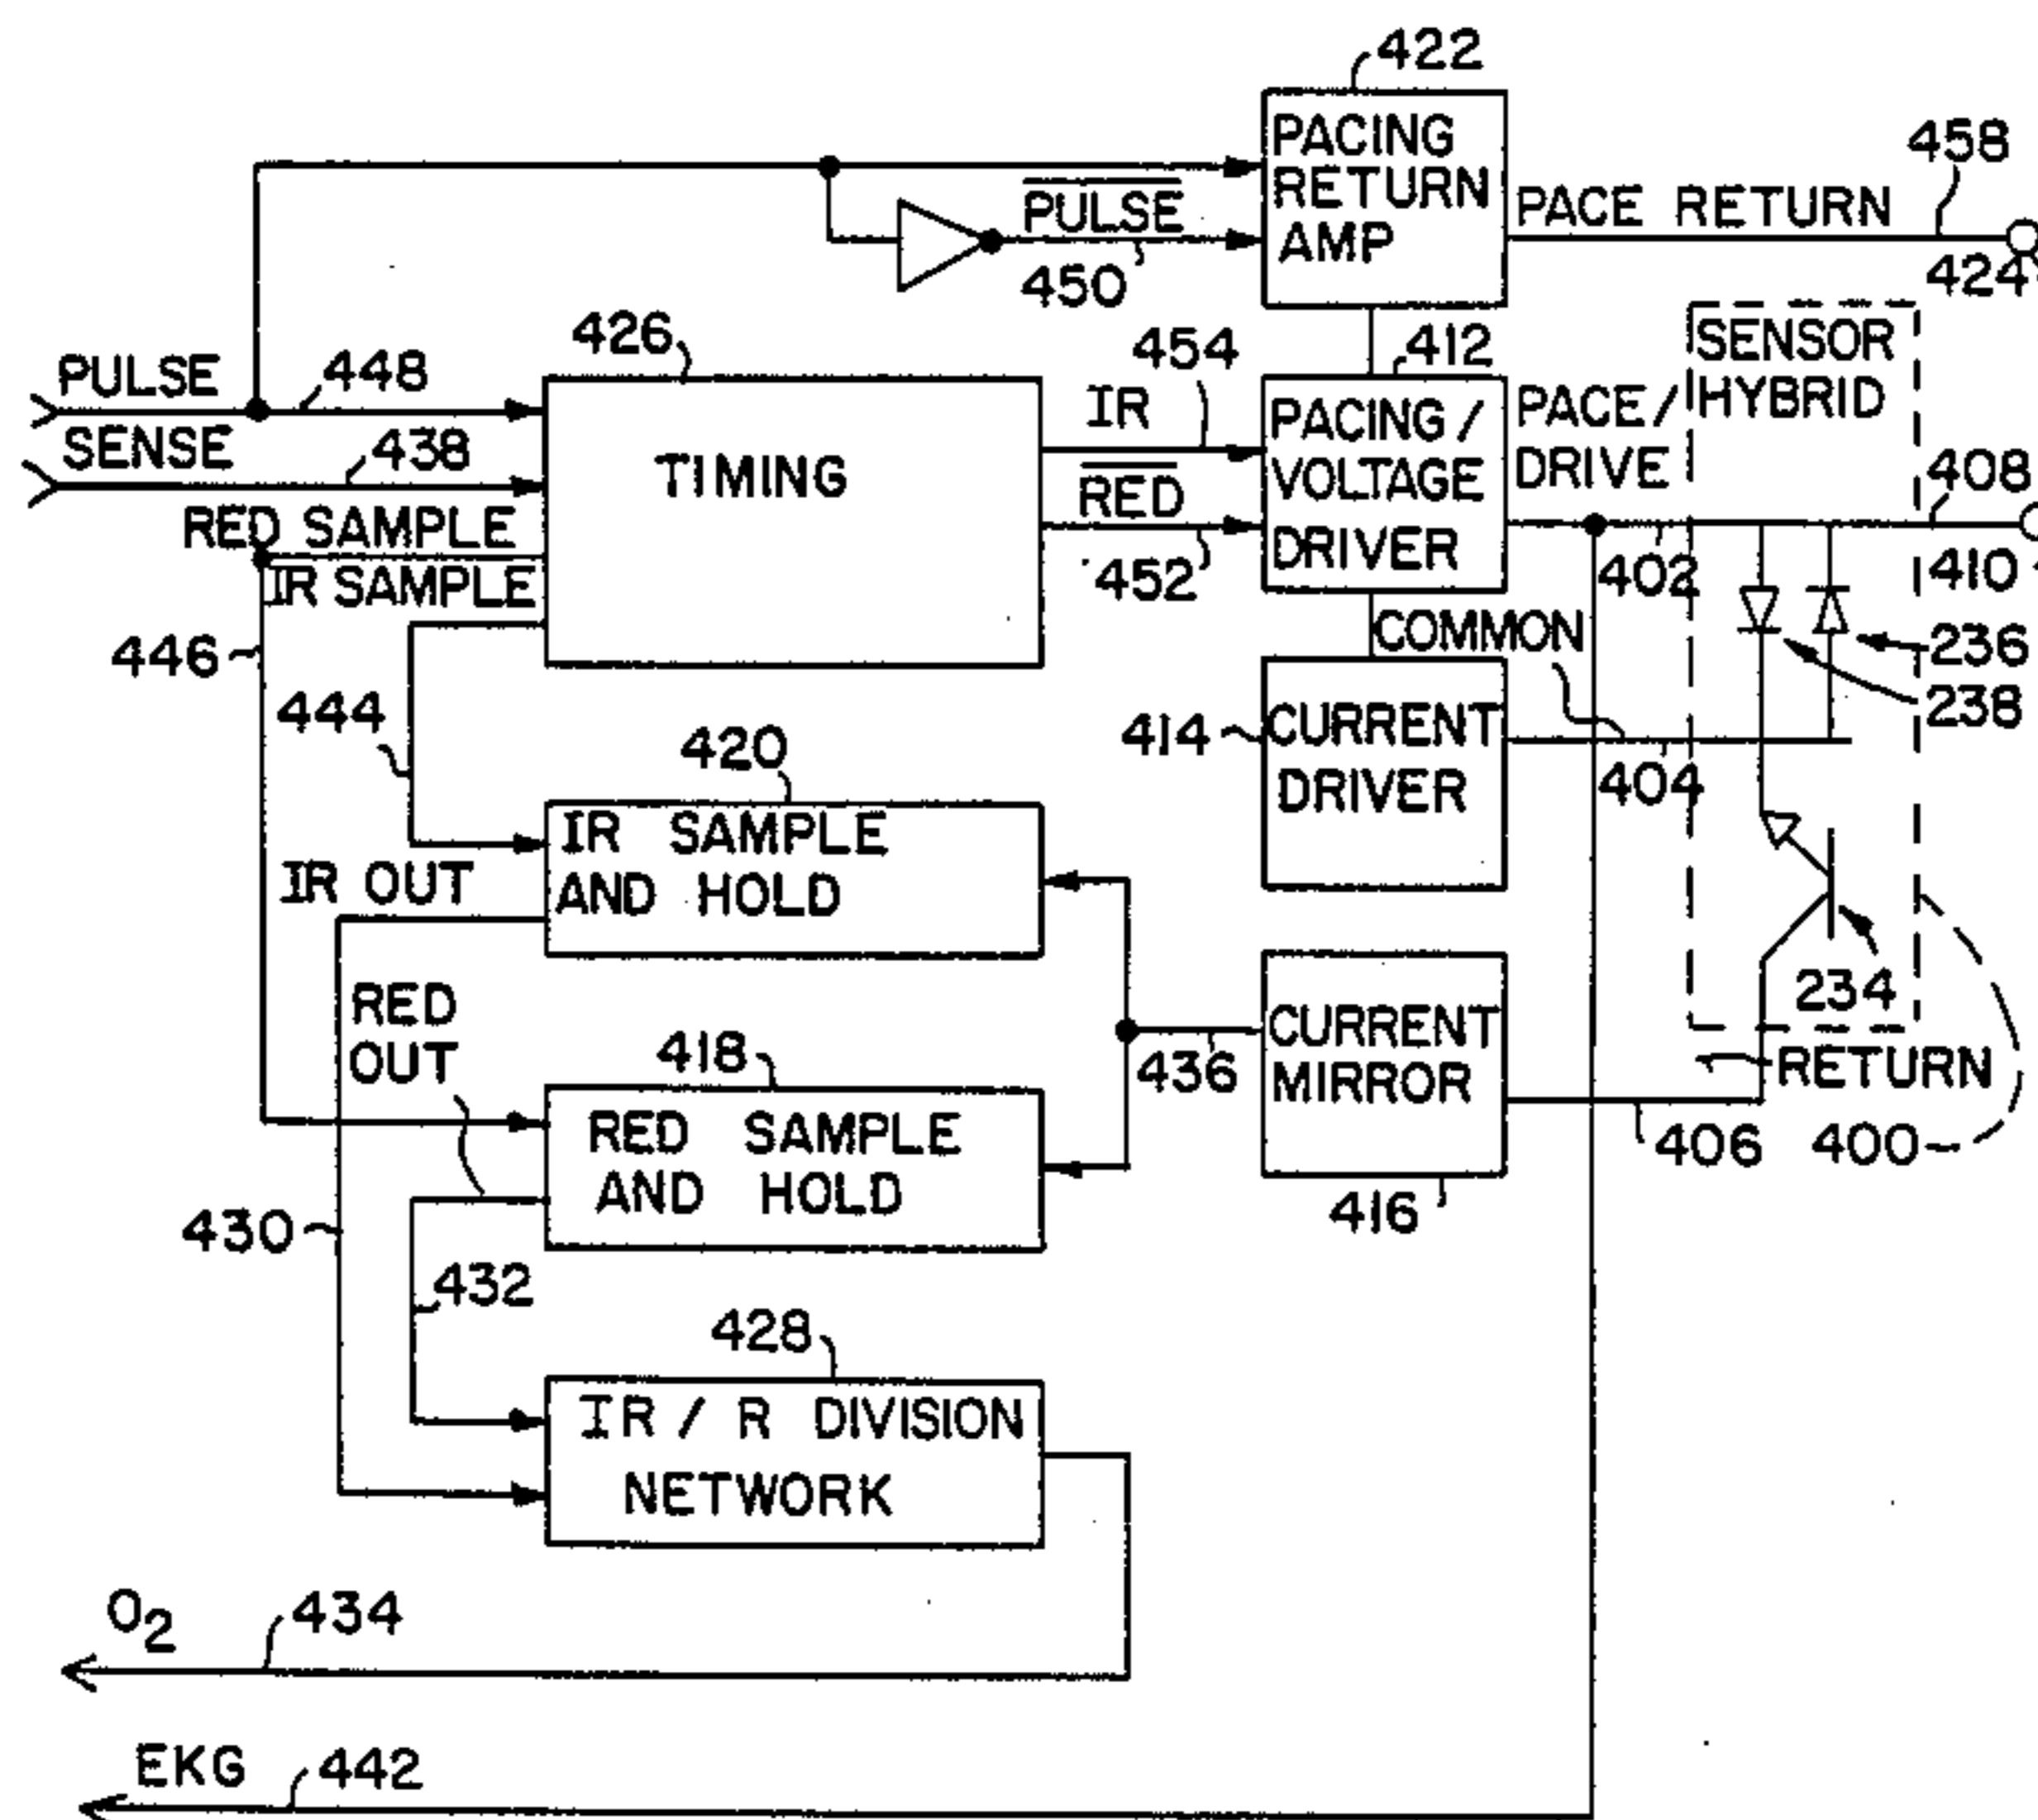 422
PACING
RETURN
AMP
458
PACE RETURN
424
PULSE
450
426
454
412
SENSOR
HYBRID
PULSE
448
IR
PACING/
VOLTAGE
DRIVER
PACE/
DRIVE
SENSE
438
TIMING
RED
408
RED SAMPLE
IR SAMPLE
452
402
410
446
COMMON
236
238
444
420
414
CURRENT
DRIVER
404
IR SAMPLE
AND HOLD
IR OUT
234
RED
OUT
418
436
CURRENT
MIRROR
RETURN
RED SAMPLE
AND HOLD
406
400
416
430
432
428
IR / R DIVISION
NETWORK
O2
434
EKG
442